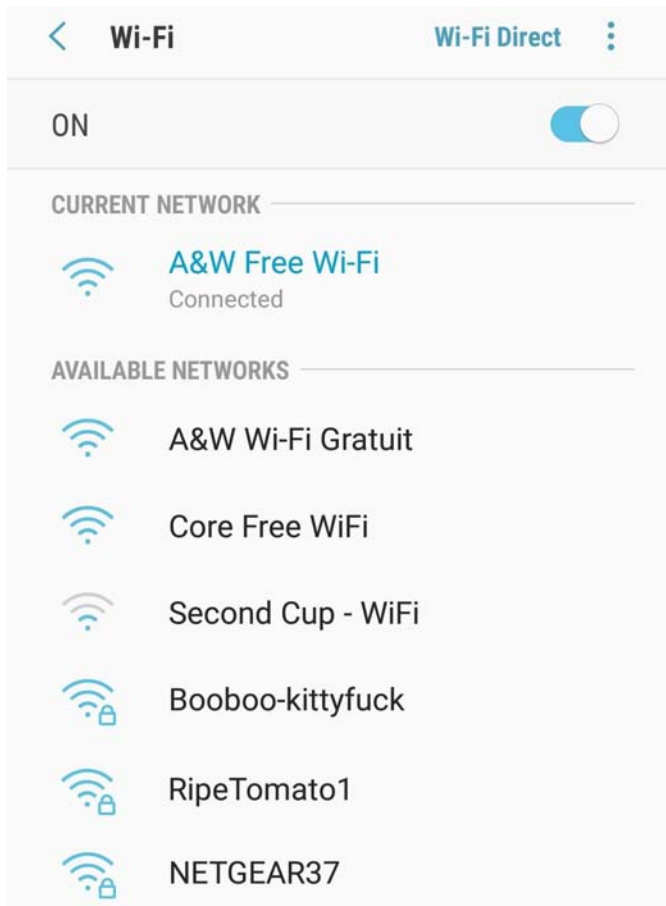 Wi-Fi Wi-Fi Direct
ON
CURRENT NETWORK
A&W Free Wi-Fi
Connected
AVAILABLE NETWORKS
A&W Wi-Fi Gratuit
Core Free WiFi
Second Cup - WiFi
Booboo-kittyfuck
RipeTomato1
NETGEAR37